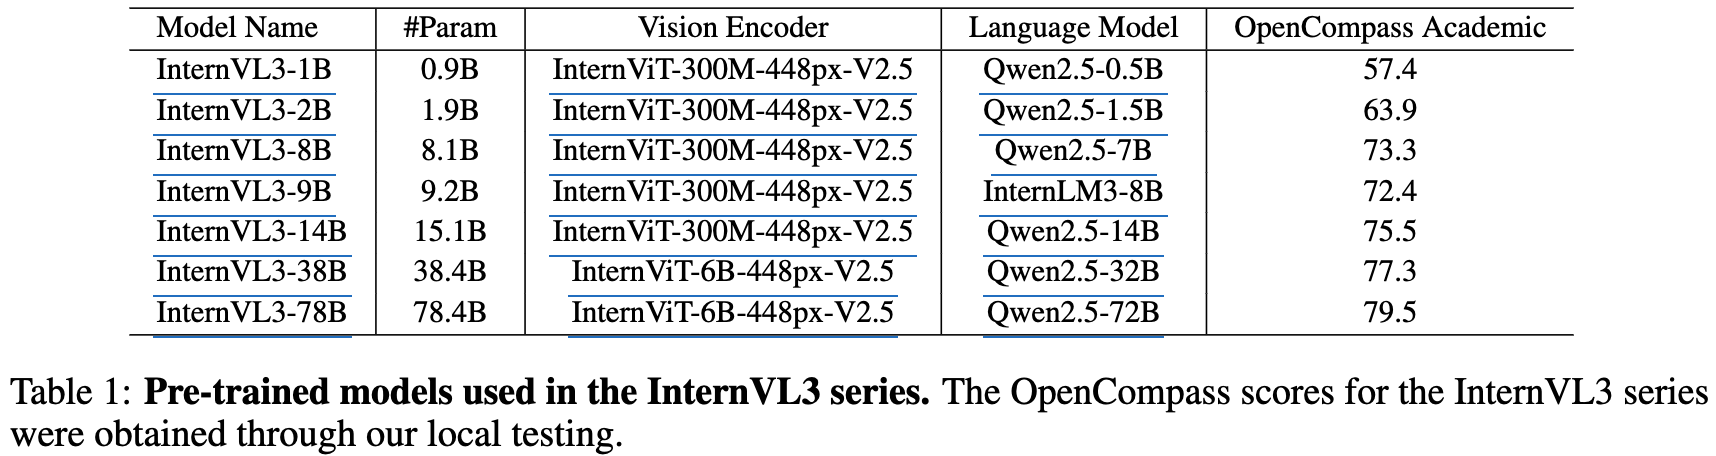 Model Name #Param Vision Encoder Language Model OpenCompass Academic
InternVL3-1B 0.9B InternViT-300M-448px-V2.5 Qwen2.5-0.5B 57.4
InternVL3-2B 1.9B InternViT-300M-448px-V2.5 Qwen2.5-1.5B 63.9
InternVL3-8B 8.1B InternViT-300M-448px-V2.5 Qwen2.5-7B 73.3
InternVL3-9B 9.2B InternViT-300M-448px-V2.5 InternLM3-8B 72.4
InternVL3-14B 15.1B InternViT-300M-448px-V2.5 Qwen2.5-14B 75.5
InternVL3-38B 38.4B InternViT-6B-448px-V2.5 Qwen2.5-32B 77.3
InternVL3-78B 78.4B InternViT-6B-448px-V2.5 Qwen2.5-72B 79.5
Table 1: Pre-trained models used in the InternVL3 series. The OpenCompass scores for the InternVL3 series
were obtained through our local testing.